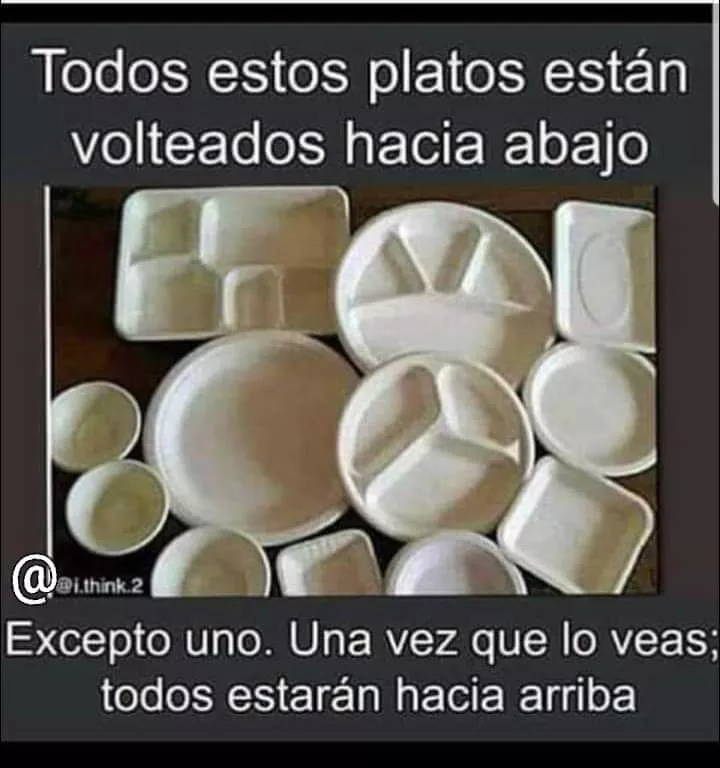 Todos estos platos están
volteados hacia abajo
@@i.think.2
Excepto uno. Una vez que lo veas;
todos estarán hacia arriba